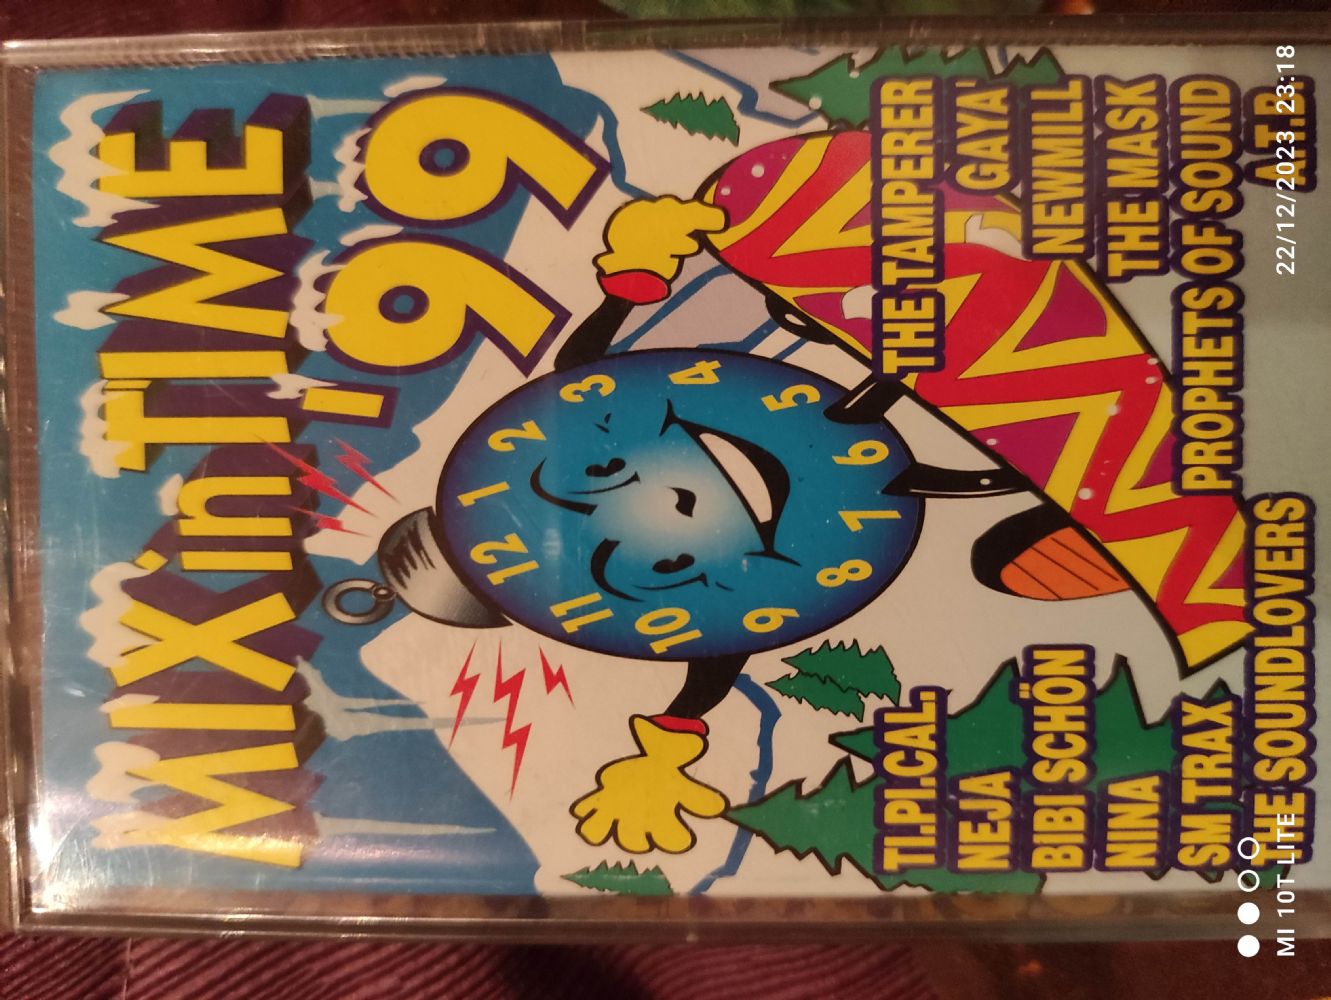 MIX in TIME
'99
12
1
2
3
4
5
6
1
8
9
10
11
TI.PI.CAL.
NEJA
BIBI SCHÖN
NINA
SM TRAX
THE SOUNDLOVERS
THE TAMPERER
GAYA'
NEWMILL
THE MASK
PROPHETS OF SOUND
A.T.B.
MI 10T LITE
22/12/2023 23:18